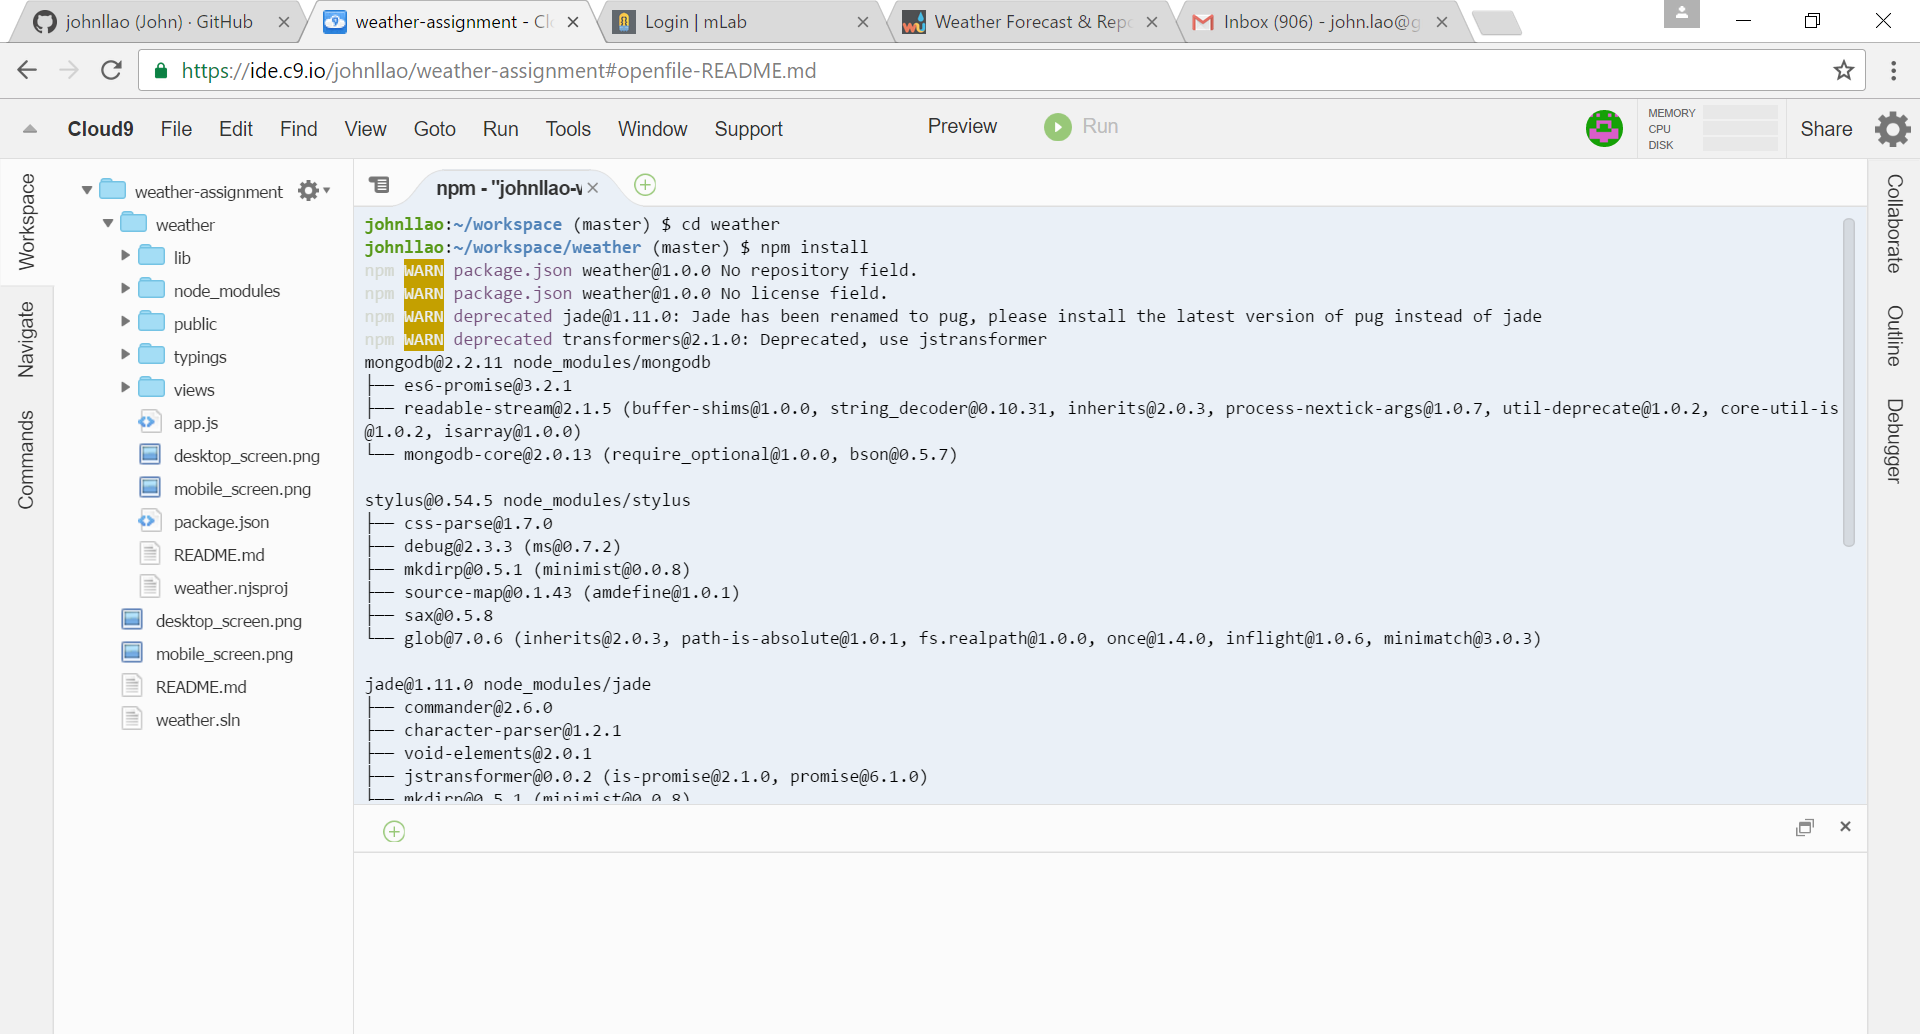 johnllao (John) · GitHub
weather-assignment - Clo
Login | mLab
Weather Forecast & Repo
Inbox (906) - john.lao@g
https://ide.c9.io/johnllao/weather-assignment#openfile-README.md
Cloud9 File Edit Find View Goto Run Tools Window Support Preview Run
MEMORY
CPU
DISK
Share
Workspace
Navigate
Commands
weather-assignment
weather
lib
node_modules
public
typings
views
app.js
desktop_screen.png
mobile_screen.png
package.json
README.md
weather.njsproj
desktop_screen.png
mobile_screen.png
README.md
weather.sln
npm - "johnllao-w
johnllao:~/workspace (master) $ cd weather
johnllao:~/workspace/weather (master) $ npm install
npm WARN package.json weather@1.0.0 No repository field.
npm WARN package.json weather@1.0.0 No license field.
npm WARN deprecated jade@1.11.0: Jade has been renamed to pug, please install the latest version of pug instead of jade
npm WARN deprecated transformers@2.1.0: Deprecated, use jstransformer
mongodb@2.2.11 node_modules/mongodb
├── es6-promise@3.2.1
├── readable-stream@2.1.5 (buffer-shims@1.0.0, string_decoder@0.10.31, inherits@2.0.3, process-nextick-args@1.0.7, util-deprecate@1.0.2, core-util-is
@1.0.2, isarray@1.0.0)
└── mongodb-core@2.0.13 (require_optional@1.0.0, bson@0.5.7)
stylus@0.54.5 node_modules/stylus
├── css-parse@1.7.0
├── debug@2.3.3 (ms@0.7.2)
├── mkdirp@0.5.1 (minimist@0.0.8)
├── source-map@0.1.43 (amdefine@1.0.1)
├── sax@0.5.8
└── glob@7.0.6 (inherits@2.0.3, path-is-absolute@1.0.1, fs.realpath@1.0.0, once@1.4.0, inflight@1.0.6, minimatch@3.0.3)
jade@1.11.0 node_modules/jade
├── commander@2.6.0
├── character-parser@1.2.1
├── void-elements@2.0.1
├── jstransformer@0.0.2 (is-promise@2.1.0, promise@6.1.0)
├── mkdirp@0.5.1 (minimist@0.0.8)
Collaborate
Outline
Debugger